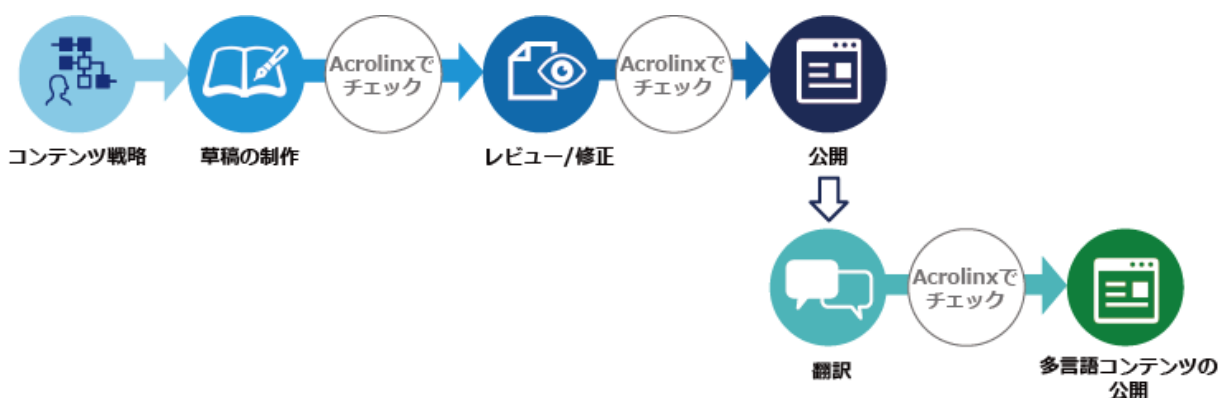 Acrolinxで
チェック
Acrolinxで
チェック
コンテンツ戦略
草稿の制作
レビュー/修正
公開
Acrolinxで
チェック
翻訳
多言語コンテンツの
公開